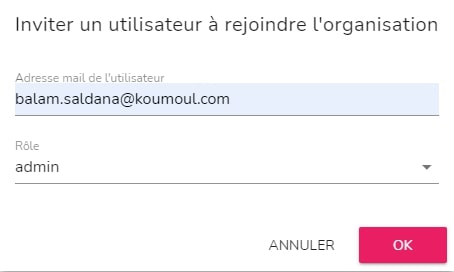 Inviter un utilisateur à rejoindre l'organisation
Adresse mail de l'utilisateur
balam.saldana@koumoul.com
Rôle
admin
ANNULER
OK